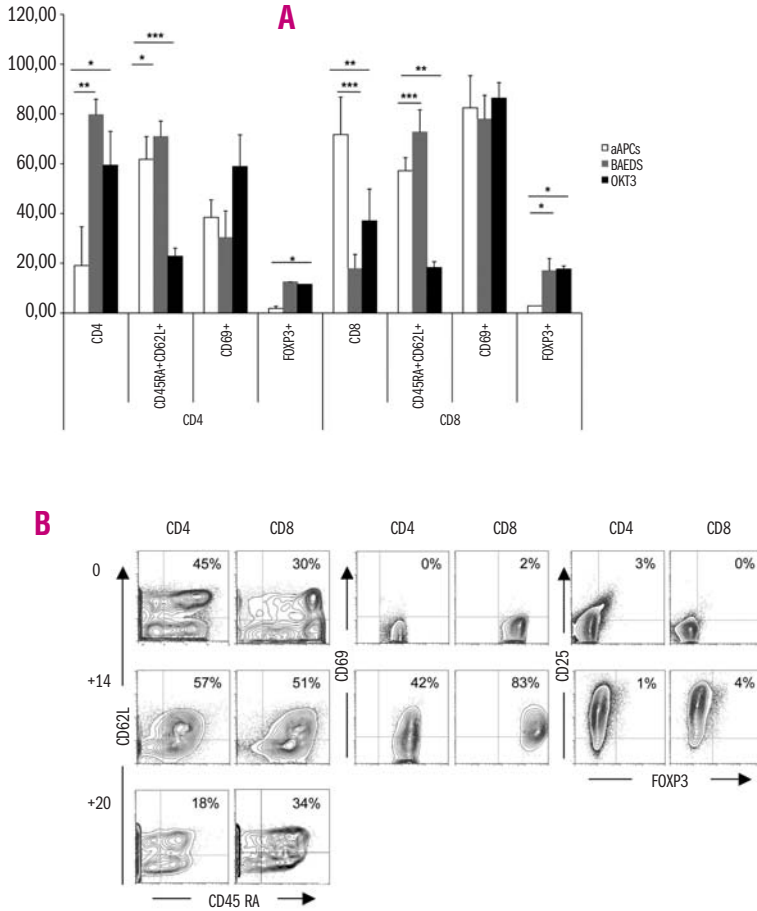 A
120,00
100,00
80,00
60,00
40,00
20,00
0,00
* ** *** * * ** *** ** *** * *
aAPCs
BAEDS
OKT3
CD4 CD45RA+CD62L+ CD69+ FOXP3+ CD8 CD45RA+CD62L+ CD69+ FOXP3+
CD4 CD8
B
CD4 CD8 CD4 CD8 CD4 CD8
0 45% 30% 0% 2% 3% 0%
+14 57% 51% 42% 83% 1% 4%
CD62L CD69 CD25
FOXP3
+20 18% 34%
CD45 RA